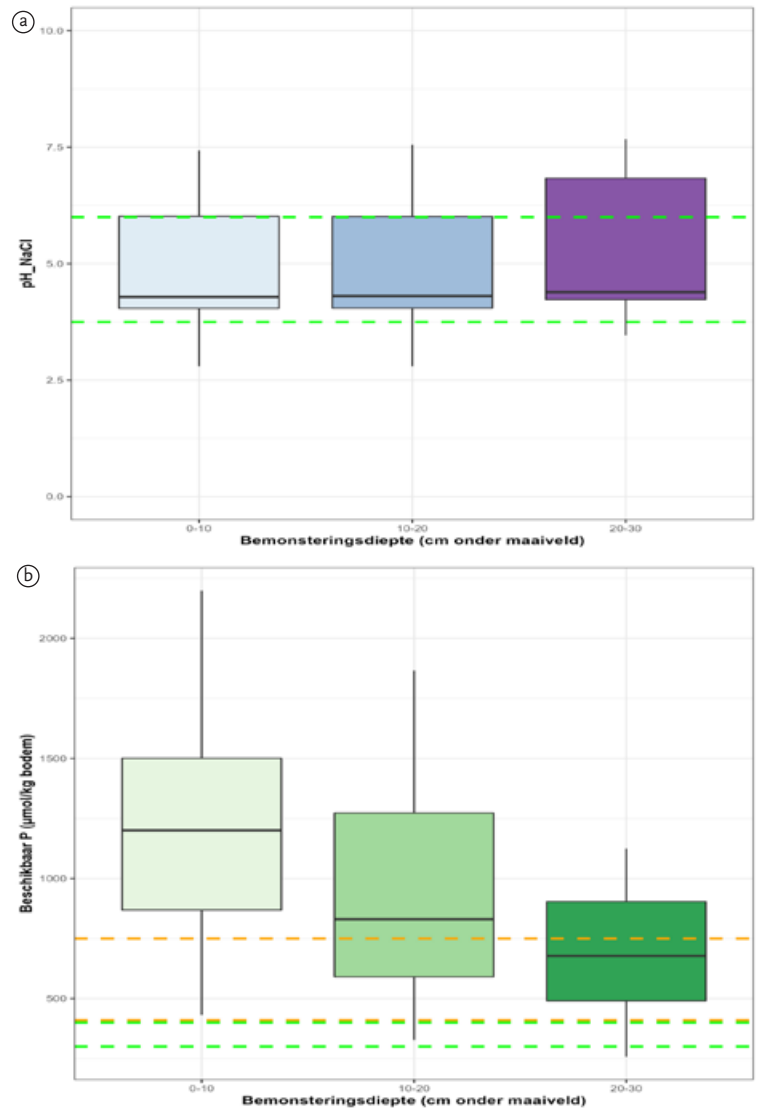 a
10.0
7.5
5.0
2.5
0.0
pH_NaCl
0-10 10-20 20-30
Bemonsteringsdiepte (cm onder maaiveld)
b
2000
1500
1000
500
Beschikbaar P (µmol/kg bodem)
0-10 10-20 20-30
Bemonsteringsdiepte (cm onder maaiveld)